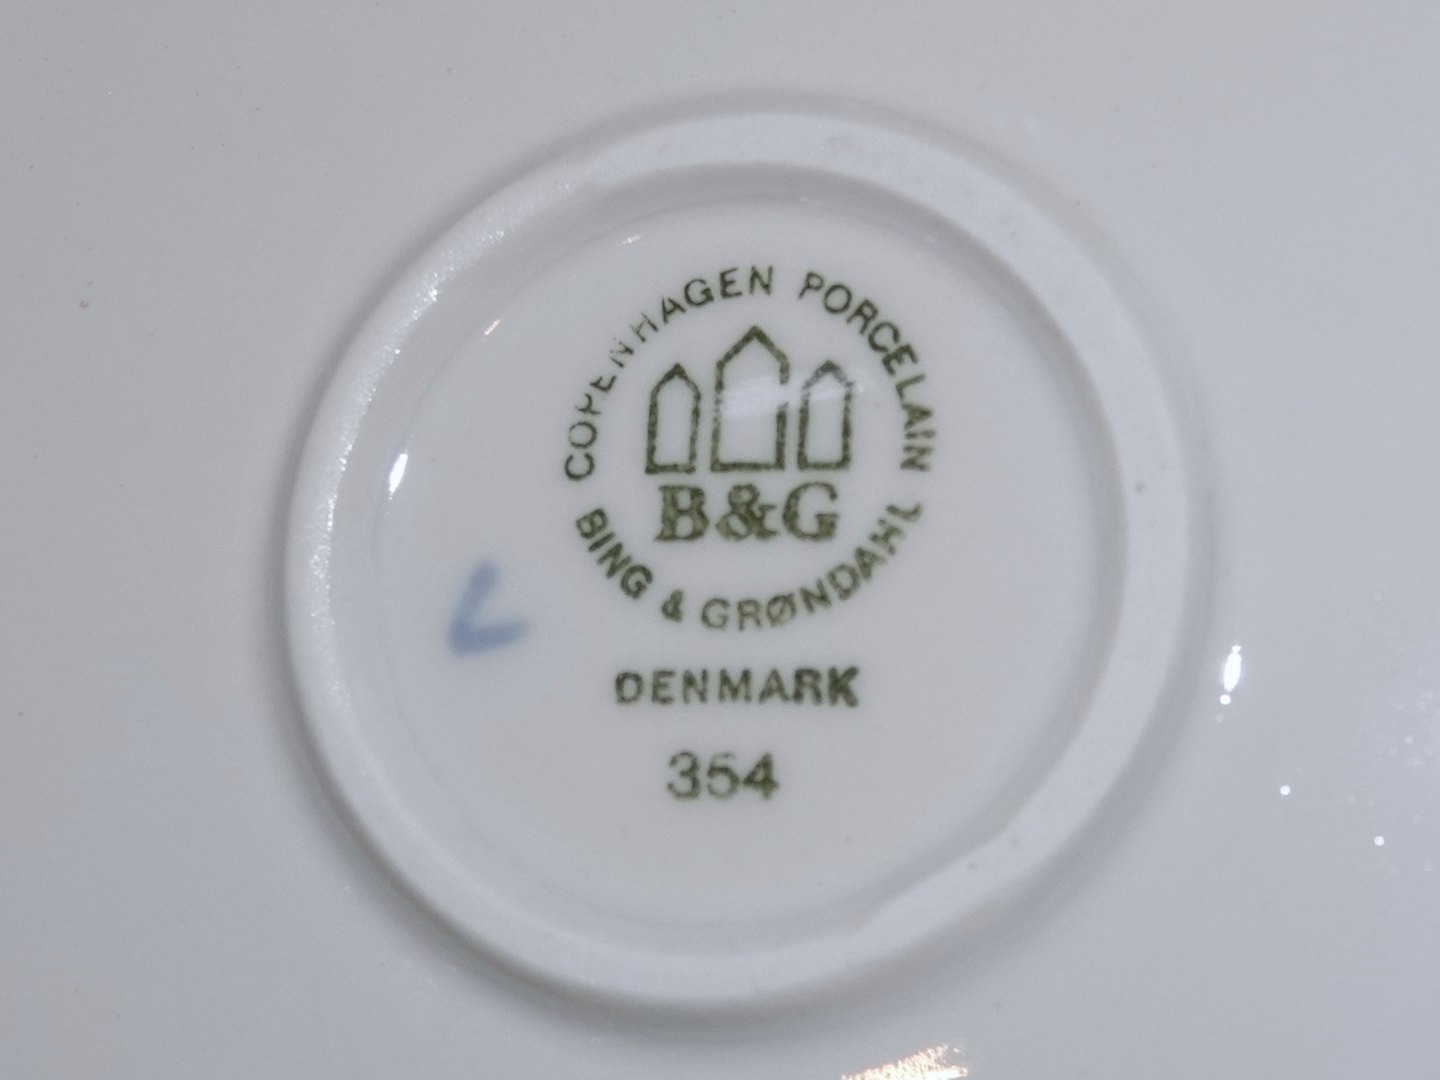 COPENHAGEN PORCELAIN
B&G
BING & GRØNDAHL
DENMARK
354
L